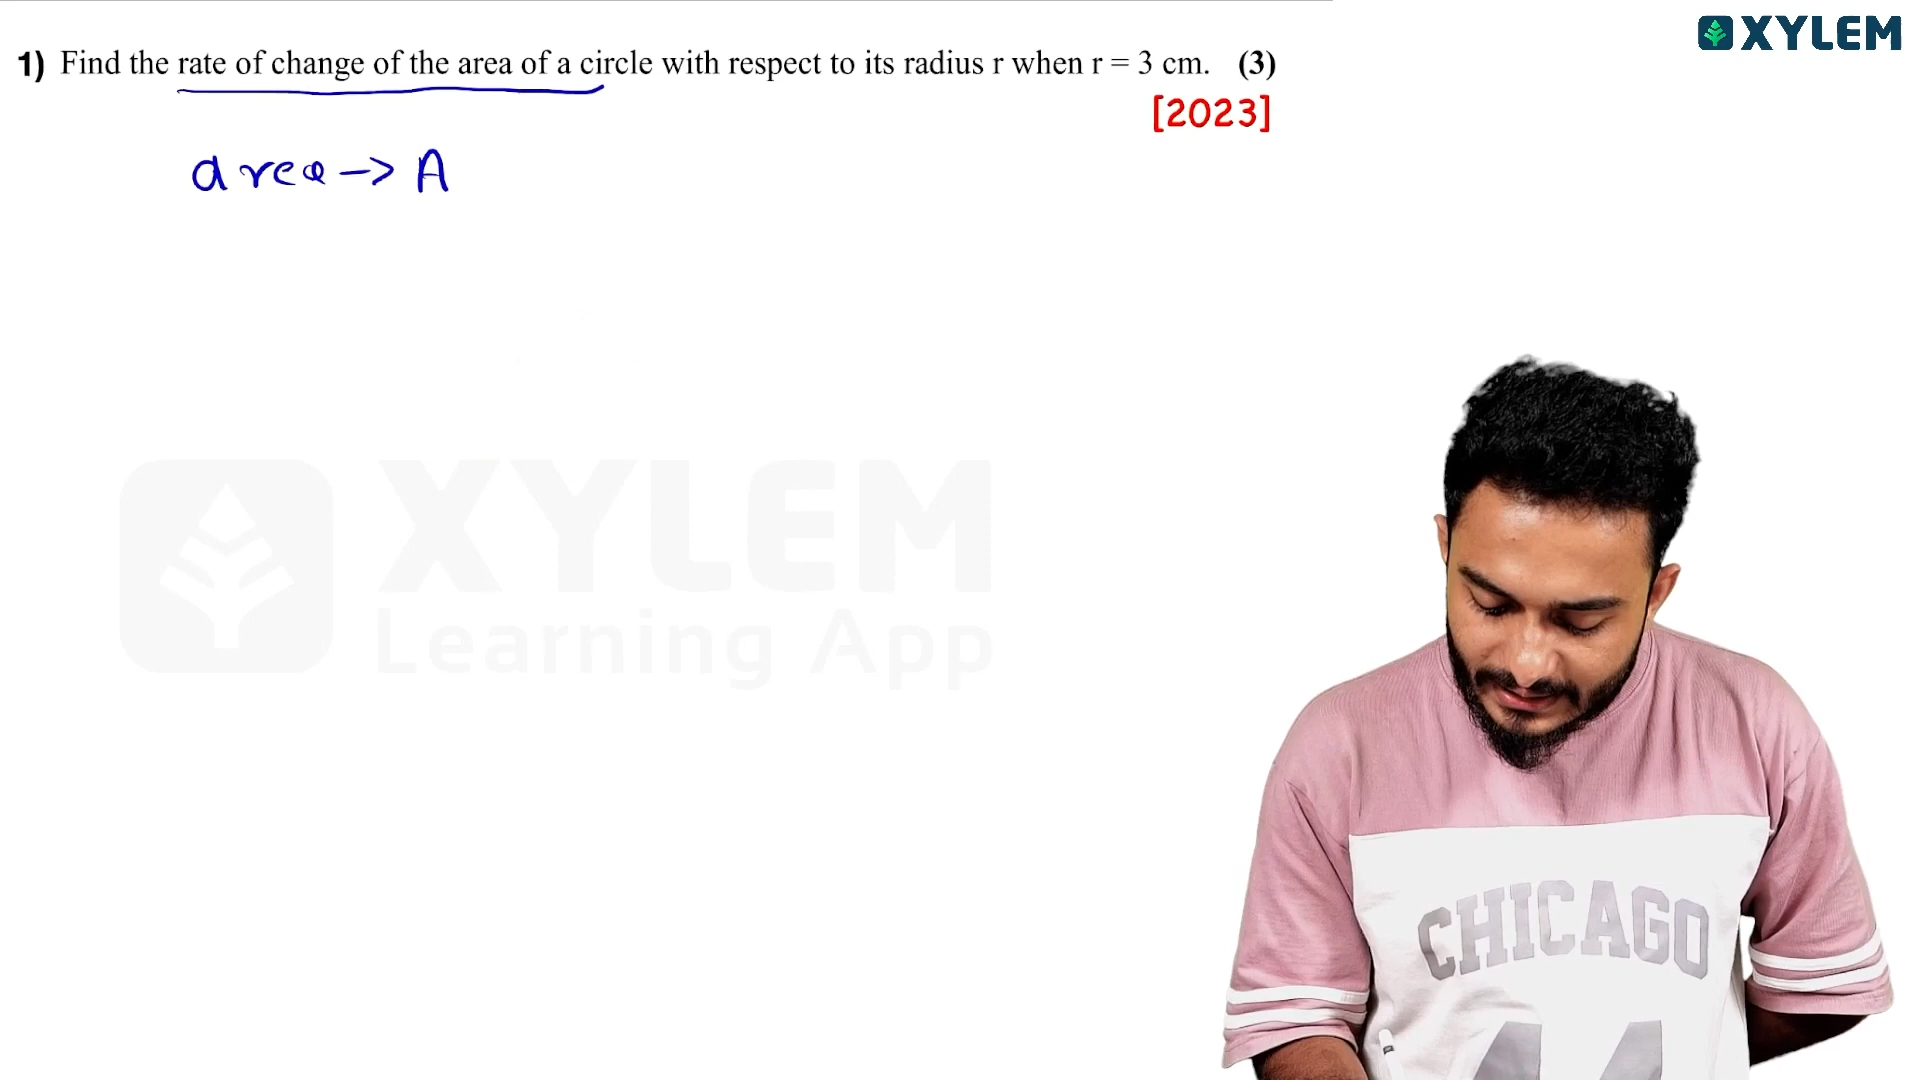 XYLEM
1) Find the rate of change of the area of a circle with respect to its radius r when r = 3 cm. (3)
[2023]
area -> A
XYLEM
Learning App
CHICAGO
44